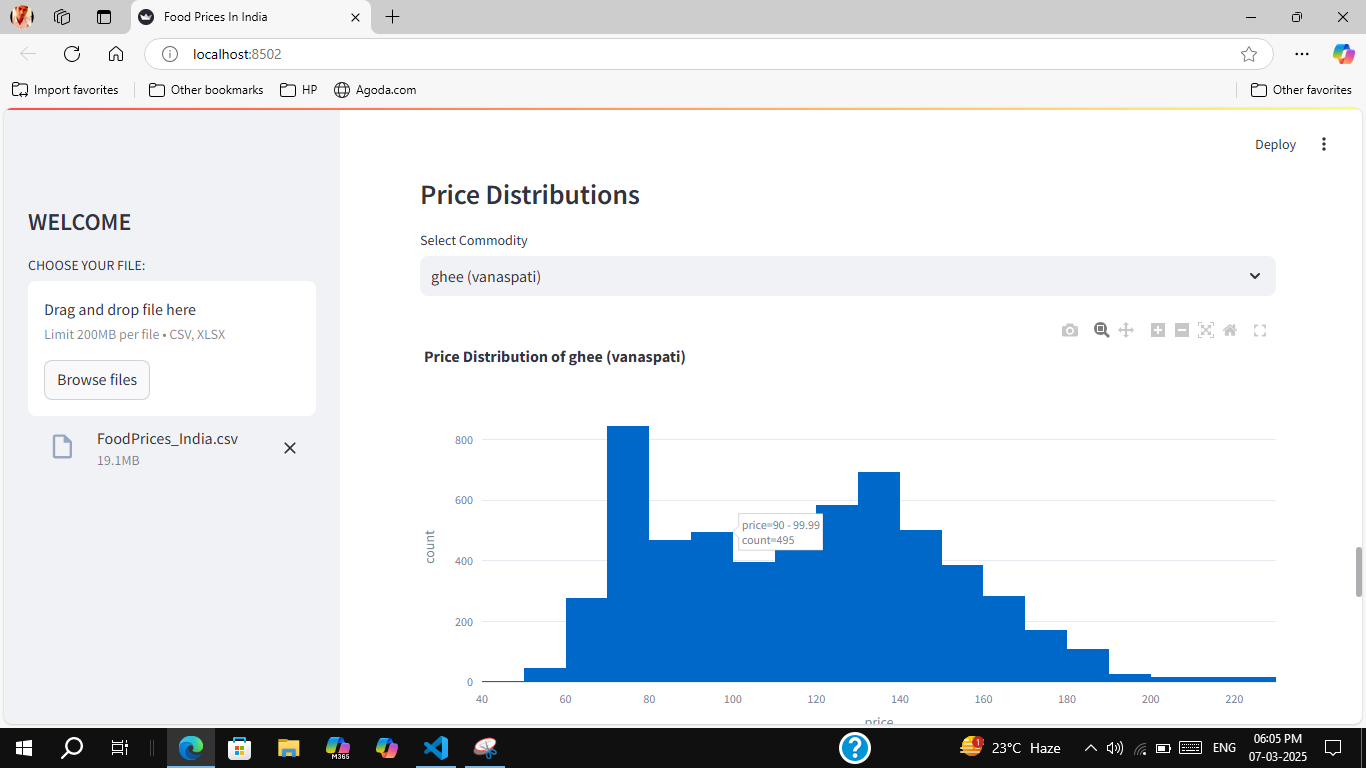 Food Prices In India
localhost:8502
Import favorites
Other bookmarks
HP
Agoda.com
Other favorites
Deploy
WELCOME
CHOOSE YOUR FILE:
Drag and drop file here
Limit 200MB per file • CSV, XLSX
Browse files
FoodPrices_India.csv
19.1MB
Price Distributions
Select Commodity
ghee (vanaspati)
Price Distribution of ghee (vanaspati)
800
600
400
200
0
count
price=90 - 99.99
count=495
40 60 80 100 120 140 160 180 200 220
price
M365
?
1
23°C Haze
ENG
06:05 PM
07-03-2025